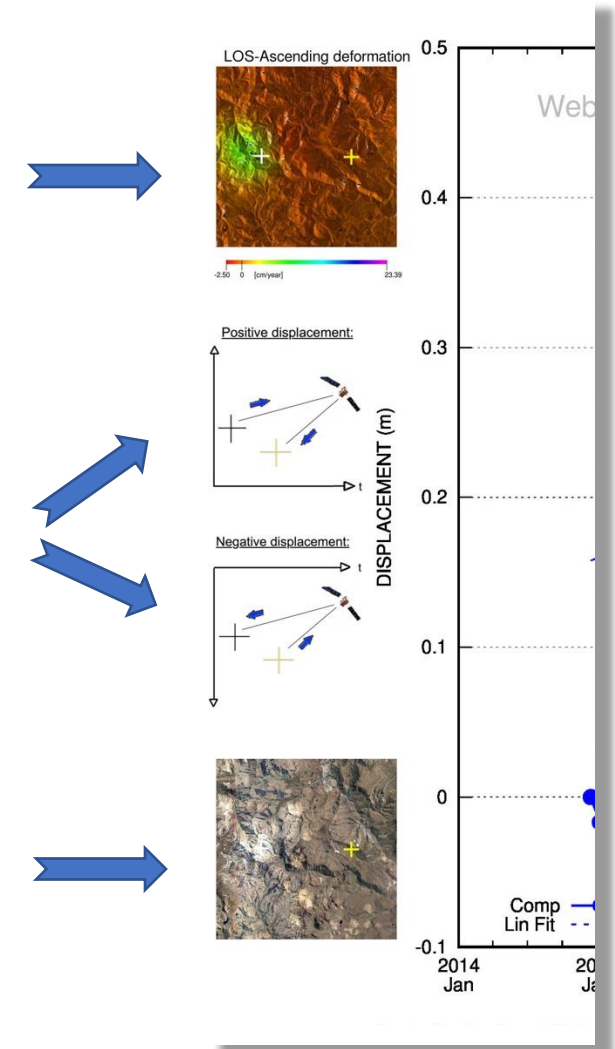 LOS-Ascending deformation
-2.50 0 [cm/year] 23.39
Positive displacement:
t
Negative displacement:
t
DISPLACEMENT (m)
0.5
Web
0.4
0.3
0.2
0.1
0
-0.1
Comp
Lin Fit
2014
Jan